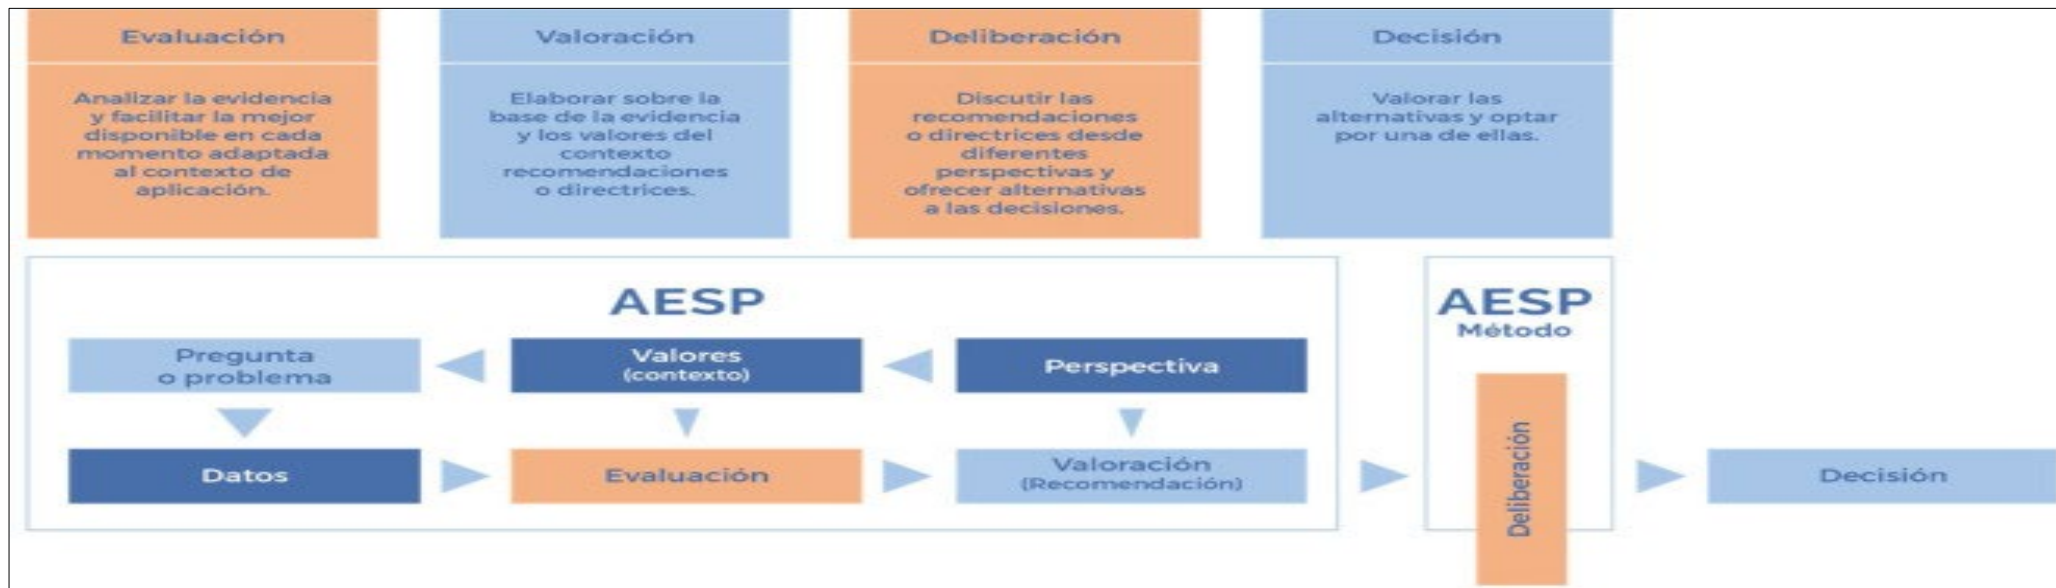 Evaluación
Analizar la evidencia
y facilitar la mejor
disponible en cada
momento adaptada
al contexto de
aplicación.
Valoración
Elaborar sobre la
base de la evidencia
y los valores del
contexto
recomendaciones
o directrices.
Deliberación
Discutir las
recomendaciones
o directrices desde
diferentes
perspectivas y
ofrecer alternativas
a las decisiones.
Decisión
Valorar las
alternativas y optar
por una de ellas.
AESP
Pregunta
o problema
Valores
(contexto)
Perspectiva
Datos
Evaluación
Valoración
(Recomendación)
AESP
Método
Deliberación
Decisión